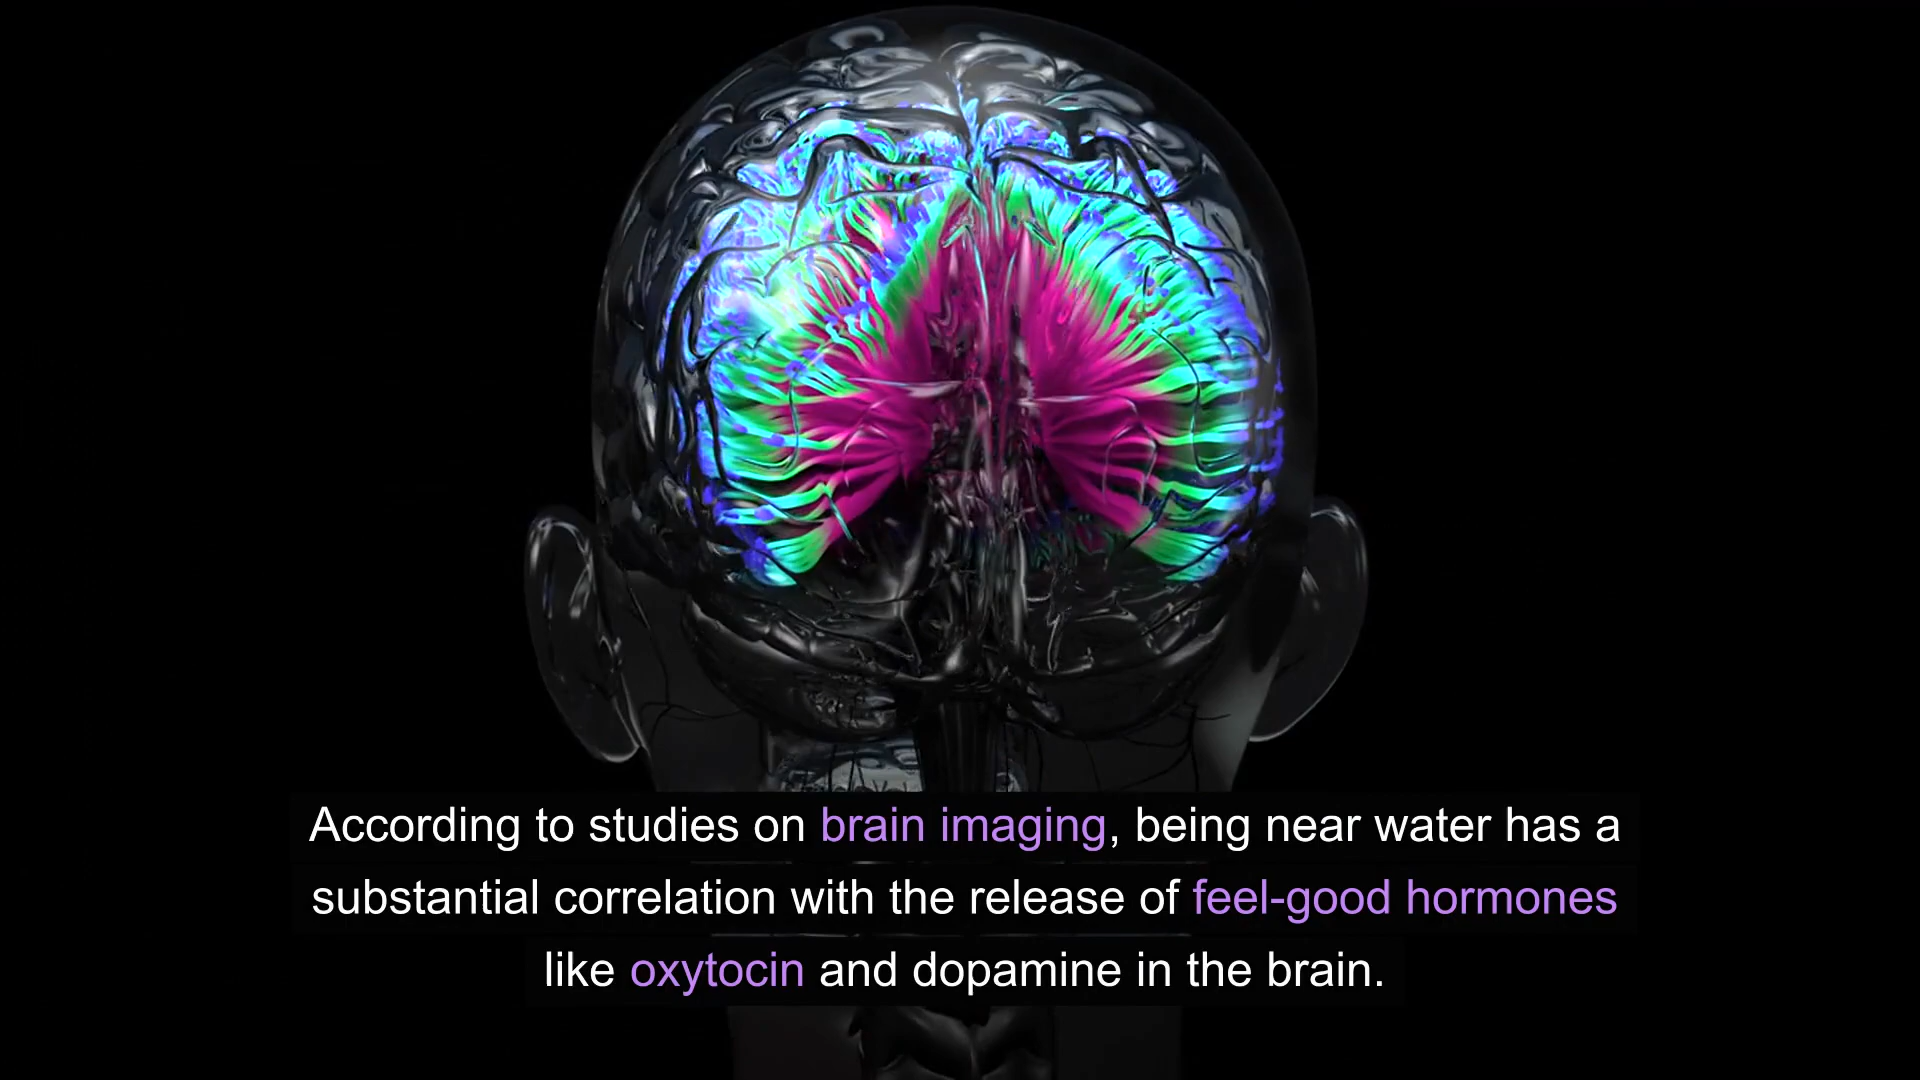 According to studies on brain imaging, being near water has a
substantial correlation with the release of feel-good hormones
like oxytocin and dopamine in the brain.